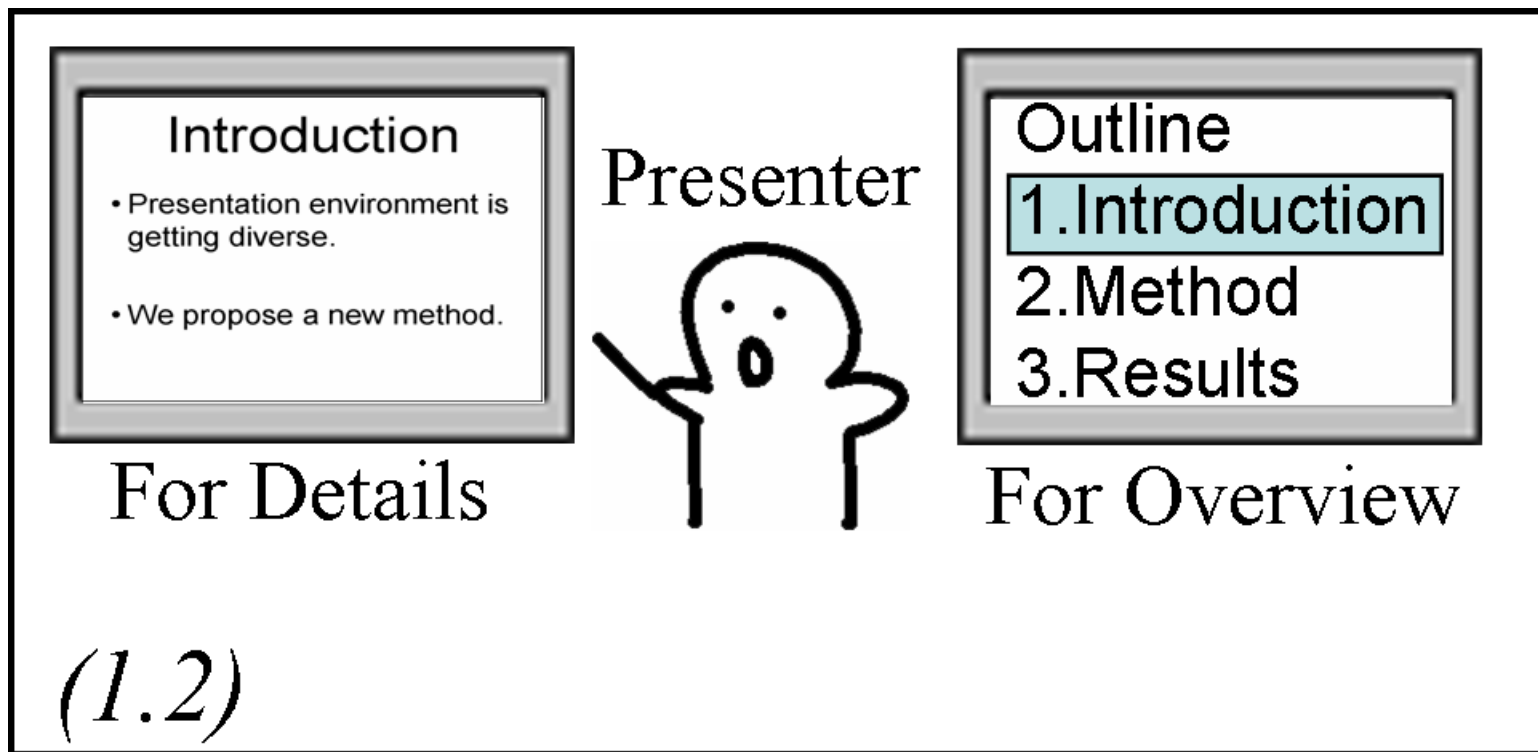 Introduction
• Presentation environment is
getting diverse.
• We propose a new method.
For Details
Presenter
Outline
1.Introduction
2.Method
3.Results
For Overview
(1.2)